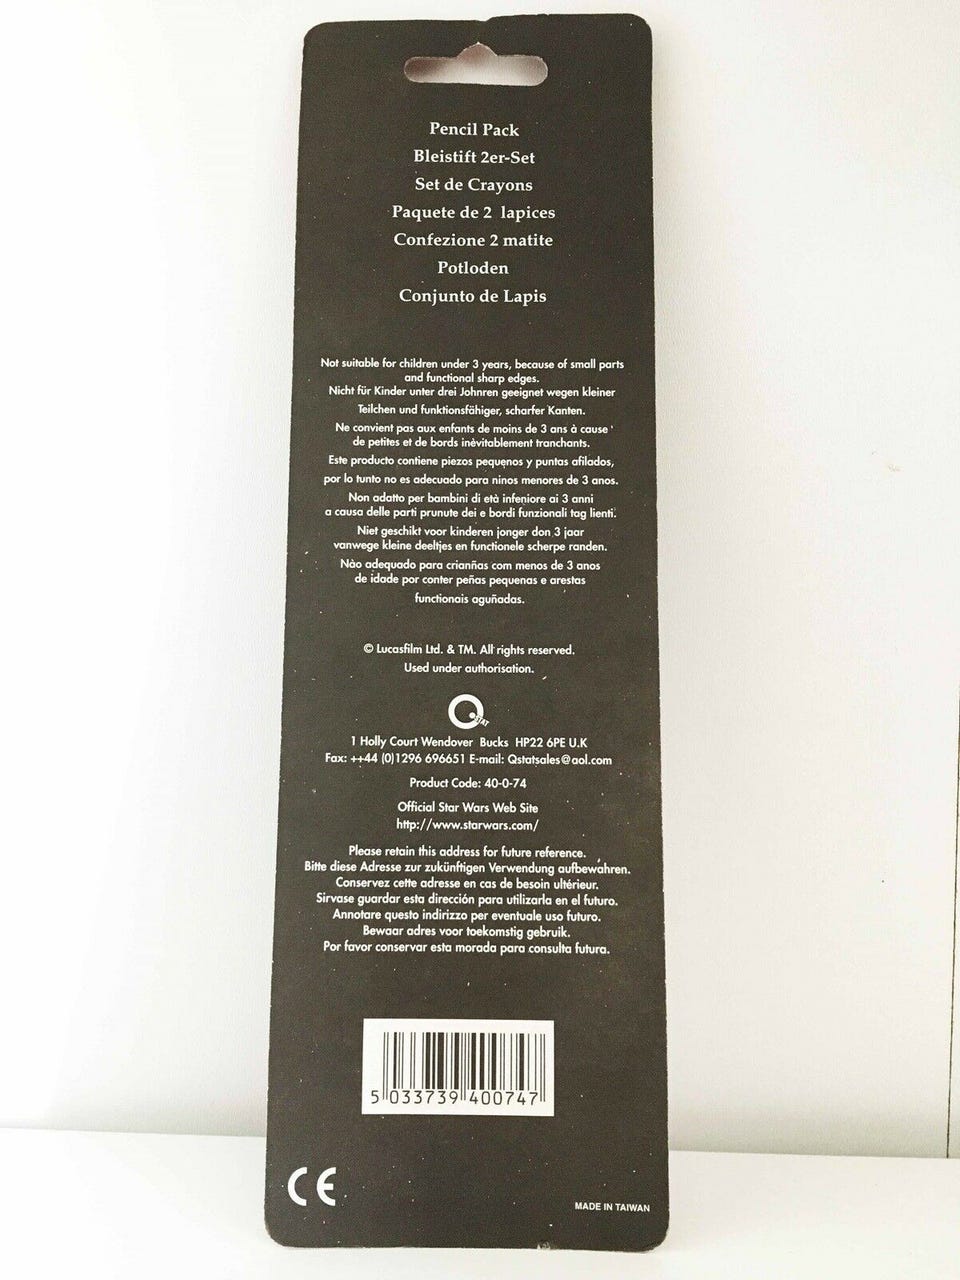 Pencil Pack
Bleistift 2er-Set
Set de Crayons
Paquete de 2 lapices
Confezione 2 matite
Potloden
Conjunto de Lapis
Not suitable for children under 3 years, because of small parts
and functional sharp edges.
Nicht für Kinder unter drei Johnren geeignet wegen kleiner
Teilchen und funktionsfähiger, scharfer Kanten.
Ne convient pas aux enfants de moins de 3 ans à cause
de petites et de bords inèvitablement tranchants.
Este producto contiene piezos pequenos y puntas afilados,
por lo tunto no es adecuado para ninos menores de 3 anos.
Non adatto per bambini di età infeniore ai 3 anni
a causa delle parti prunute dei e bordi funzionali tag lienti.
Niet geschikt voor kinderen jonger don 3 jaar
vanwege kleine deeltjes en functionele scherpe randen.
Nào adequado para crianñas com menos de 3 anos
de idade por conter peñas pequenas e arestas
functionais aguñadas.
© Lucasfilm Ltd. & TM. All rights reserved.
Used under authorisation.
QSTAT
1 Holly Court Wendover Bucks HP22 6PE U.K
Fax: ++44 (0)1296 696651 E-mail: Qstatsales@aol.com
Product Code: 40-0-74
Official Star Wars Web Site
http://www.starwars.com/
Please retain this address for future reference.
Bitte diese Adresse zur zukünftigen Verwendung aufbewahren.
Conservez cette adresse en cas de besoin ultérieur.
Sirvase guardar esta dirección para utilizarla en el futuro.
Annotare questo indirizzo per eventuale uso futuro.
Bewaar adres voor toekomstig gebruik.
Por favor conservar esta morada para consulta futura.
5 033739 400747
CE
MADE IN TAIWAN